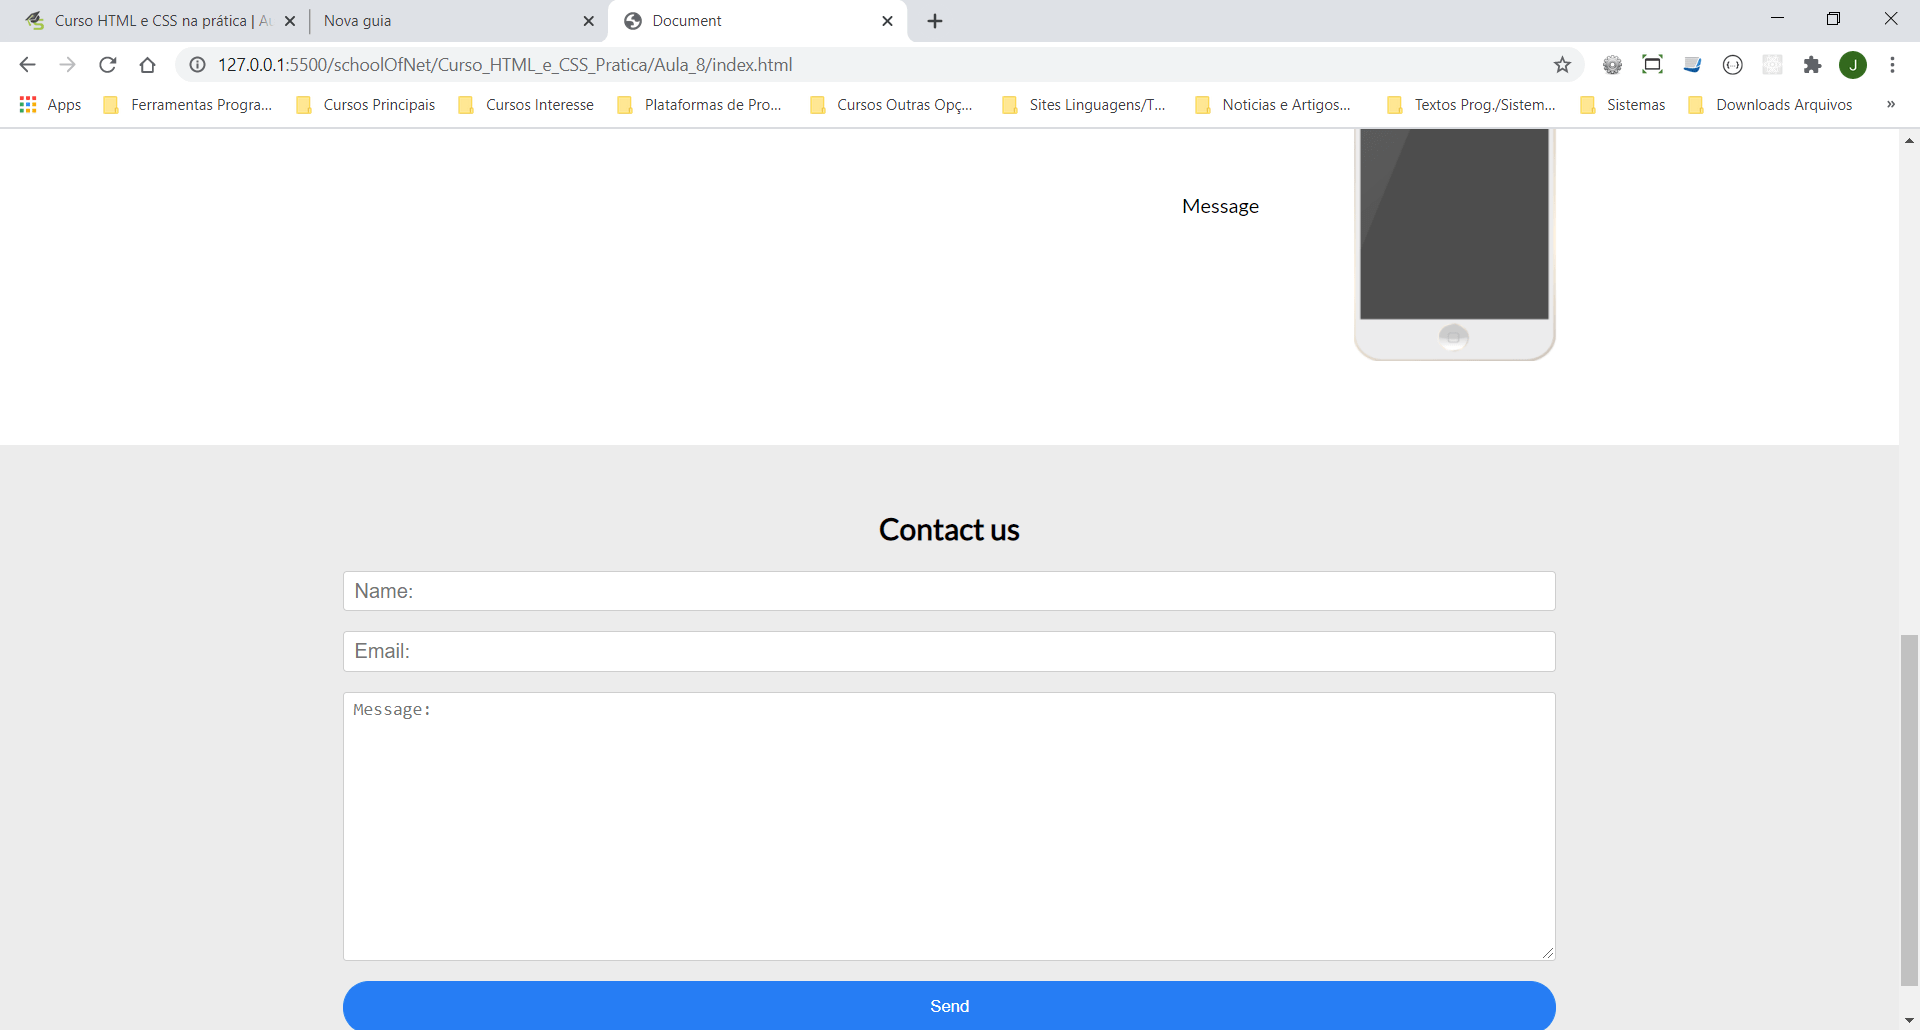 Curso HTML e CSS na prática | Au
Nova guia
Document
127.0.0.1:5500/schoolOfNet/Curso_HTML_e_CSS_Pratica/Aula_8/index.html
J
Apps
Ferramentas Progra...
Cursos Principais
Cursos Interesse
Plataformas de Pro...
Cursos Outras Opç...
Sites Linguagens/T...
Noticias e Artigos...
Textos Prog./Sistem...
Sistemas
Downloads Arquivos
»
Message
Contact us
Name:
Email:
Message:
Send